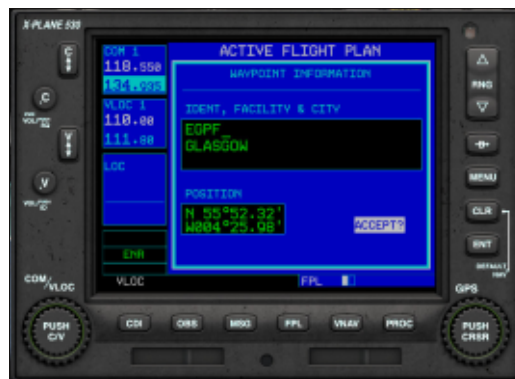 X-PLANE 530
COM 1
118.550
134.995
VLOC 1
110.00
111.80
LOC
ENR
ACTIVE FLIGHT PLAN
WAYPOINT INFORMATION
IDENT, FACILITY & CITY
EGPF_
GLASGOW
POSITION
N 55°52.32'
W004°25.98'
ACCEPT?
VLOC
FPL
C
V
RNG
MENU
CLR
ENT
COM/VLOC
GPS
PUSH
C/V
CDI
OBS
MSG
FPL
VNAV
PROC
PUSH
CRSR